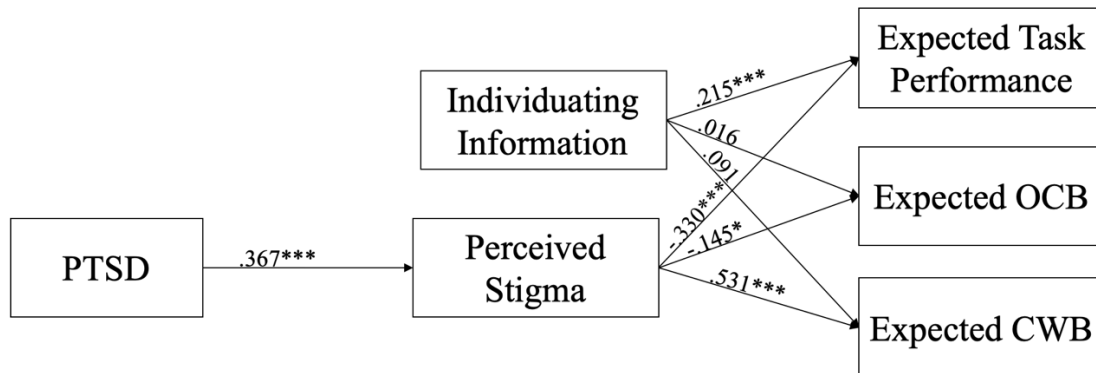 Expected Task
Performance
Individuating
Information
.215***
.016
.091
Expected OCB
-.330***
-.145*
.531***
PTSD
.367***
Perceived
Stigma
Expected CWB